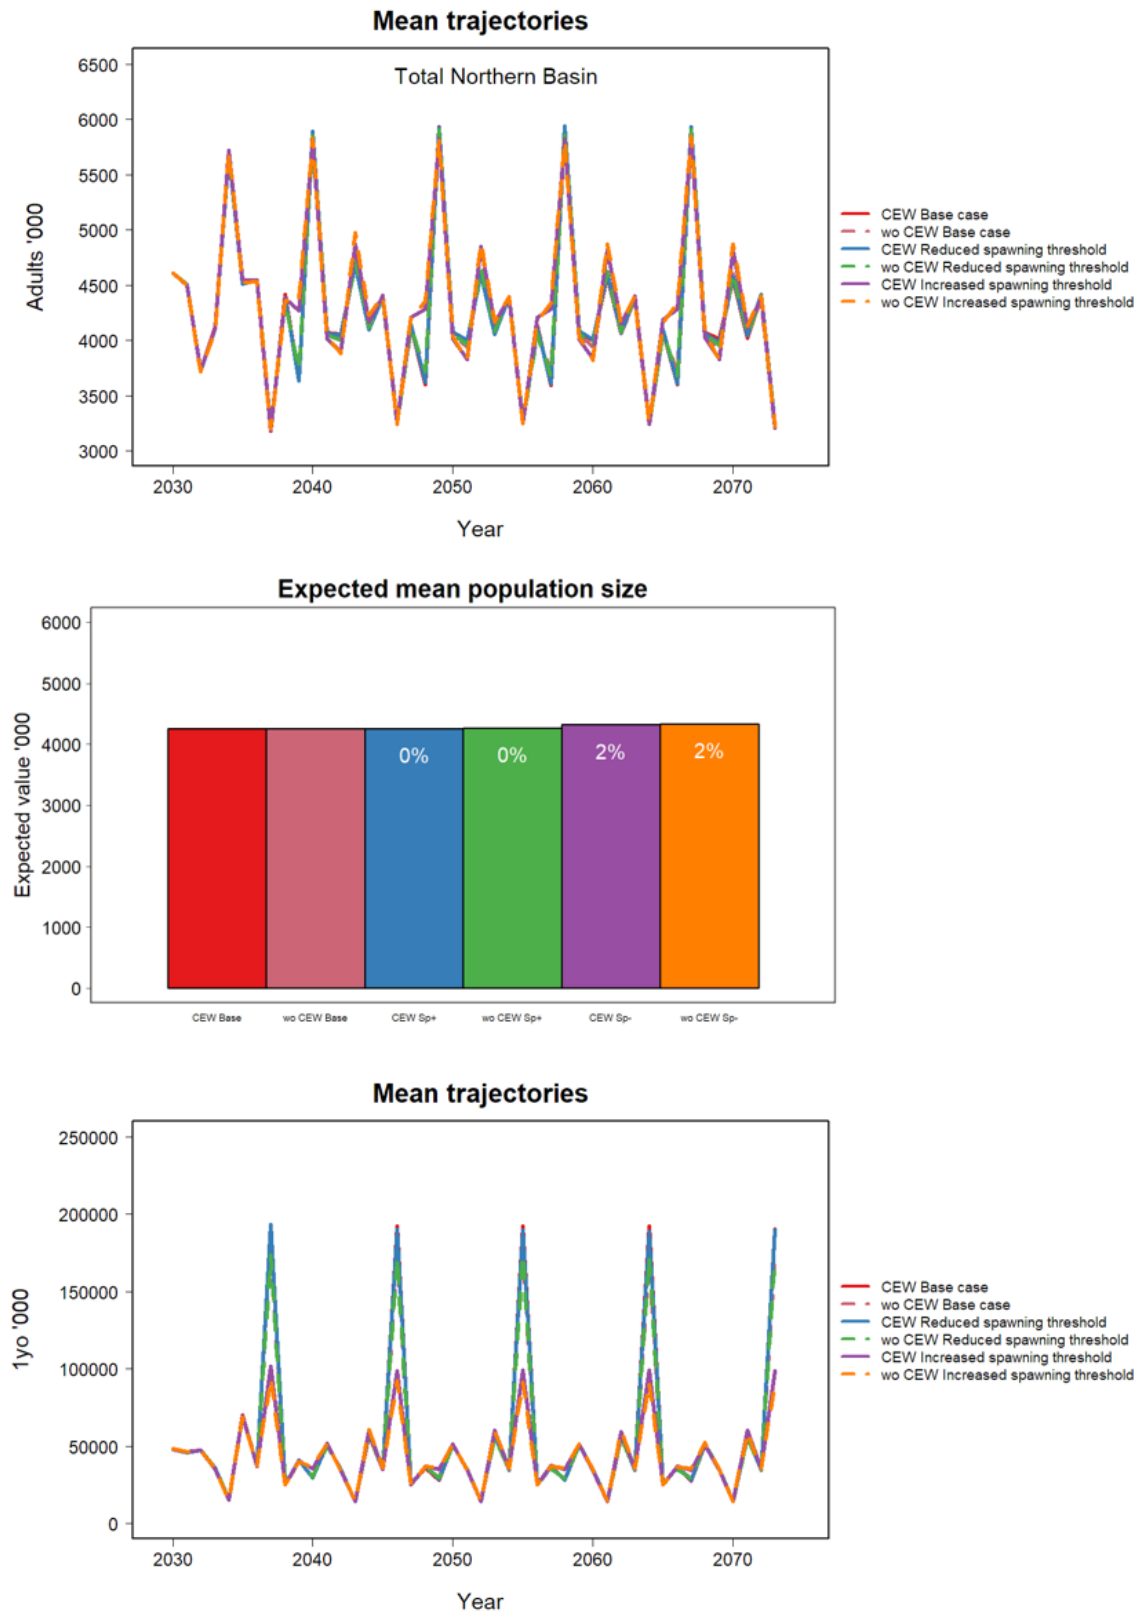 Mean trajectories
Total Northern Basin
6500
6000
5500
5000
4500
4000
3500
3000
Adults '000
2030 2040 2050 2060 2070
Year
CEW Base case
wo CEW Base case
CEW Reduced spawning threshold
wo CEW Reduced spawning threshold
CEW Increased spawning threshold
wo CEW Increased spawning threshold
Expected mean population size
6000
5000
4000
3000
2000
1000
0
Expected value '000
0% 0% 2% 2%
CEW Base wo CEW Base CEW Sp+ wo CEW Sp+ CEW Sp- wo CEW Sp-
Mean trajectories
250000
200000
150000
100000
50000
0
1yo '000
2030 2040 2050 2060 2070
Year
CEW Base case
wo CEW Base case
CEW Reduced spawning threshold
wo CEW Reduced spawning threshold
CEW Increased spawning threshold
wo CEW Increased spawning threshold